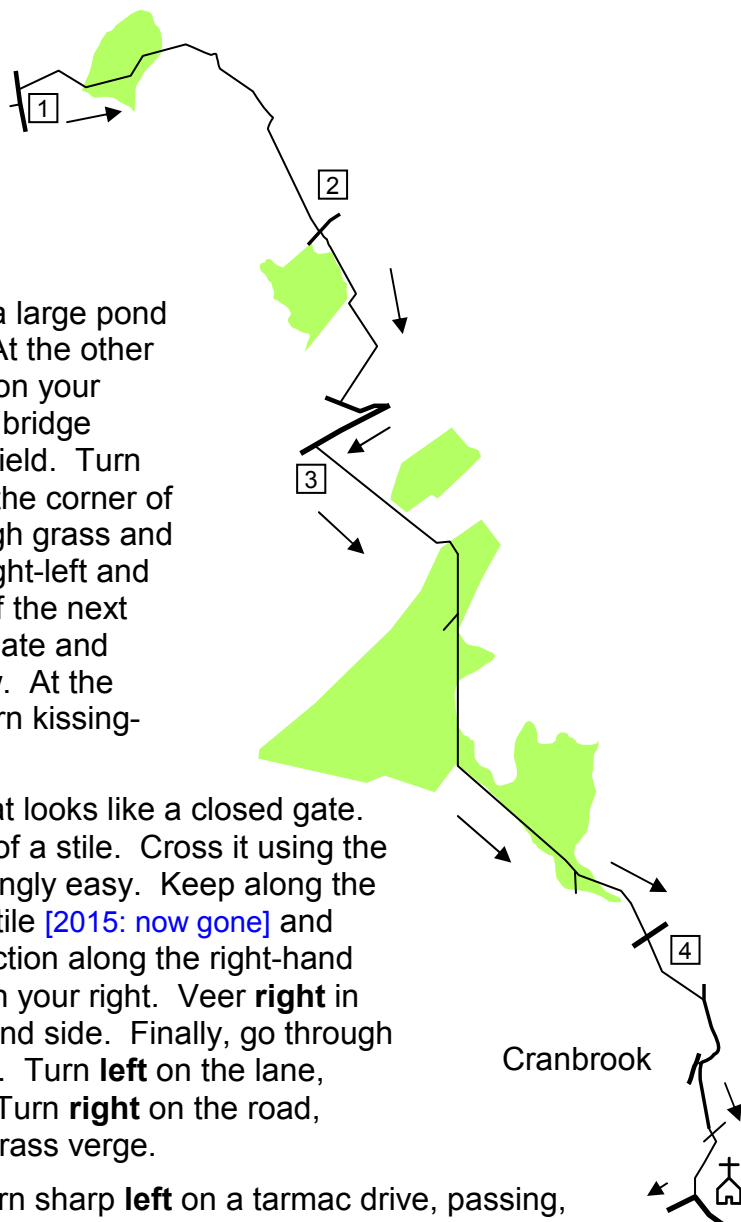 1
2
a large pond
At the other
on your
bridge
ield. Turn
3
the corner of
gh grass and
ght-left and
f the next
ate and
. At the
rn kissing-
at looks like a closed gate.
of a stile. Cross it using the
ngly easy. Keep along the
tile [2015: now gone] and
ction along the right-hand
n your right. Veer right in
nd side. Finally, go through
4
Cranbrook
. Turn left on the lane,
Turn right on the road,
rass verge.
rn sharp left on a tarmac drive, passing,